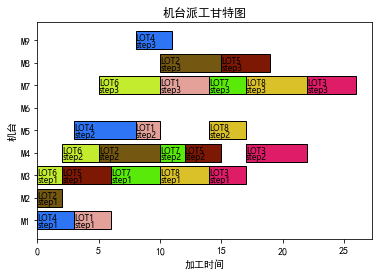 机台派工甘特图
机台
M9
LOT4
step3
M8
LOT2
step3
LOT5
step3
M7
LOT6
step3
LOT1
step3
LOT7
step3
LOT8
step3
LOT3
step3
M6
M5
LOT4
step2
LOT1
step2
LOT8
step2
M4
LOT6
step2
LOT2
step2
LOT7
step2
LOT5
step2
LOT3
step2
M3
LOT6
step1
LOT5
step1
LOT7
step1
LOT8
step1
LOT3
step1
M2
LOT2
step1
M1
LOT4
step1
LOT1
step1
0 5 10 15 20 25
加工时间